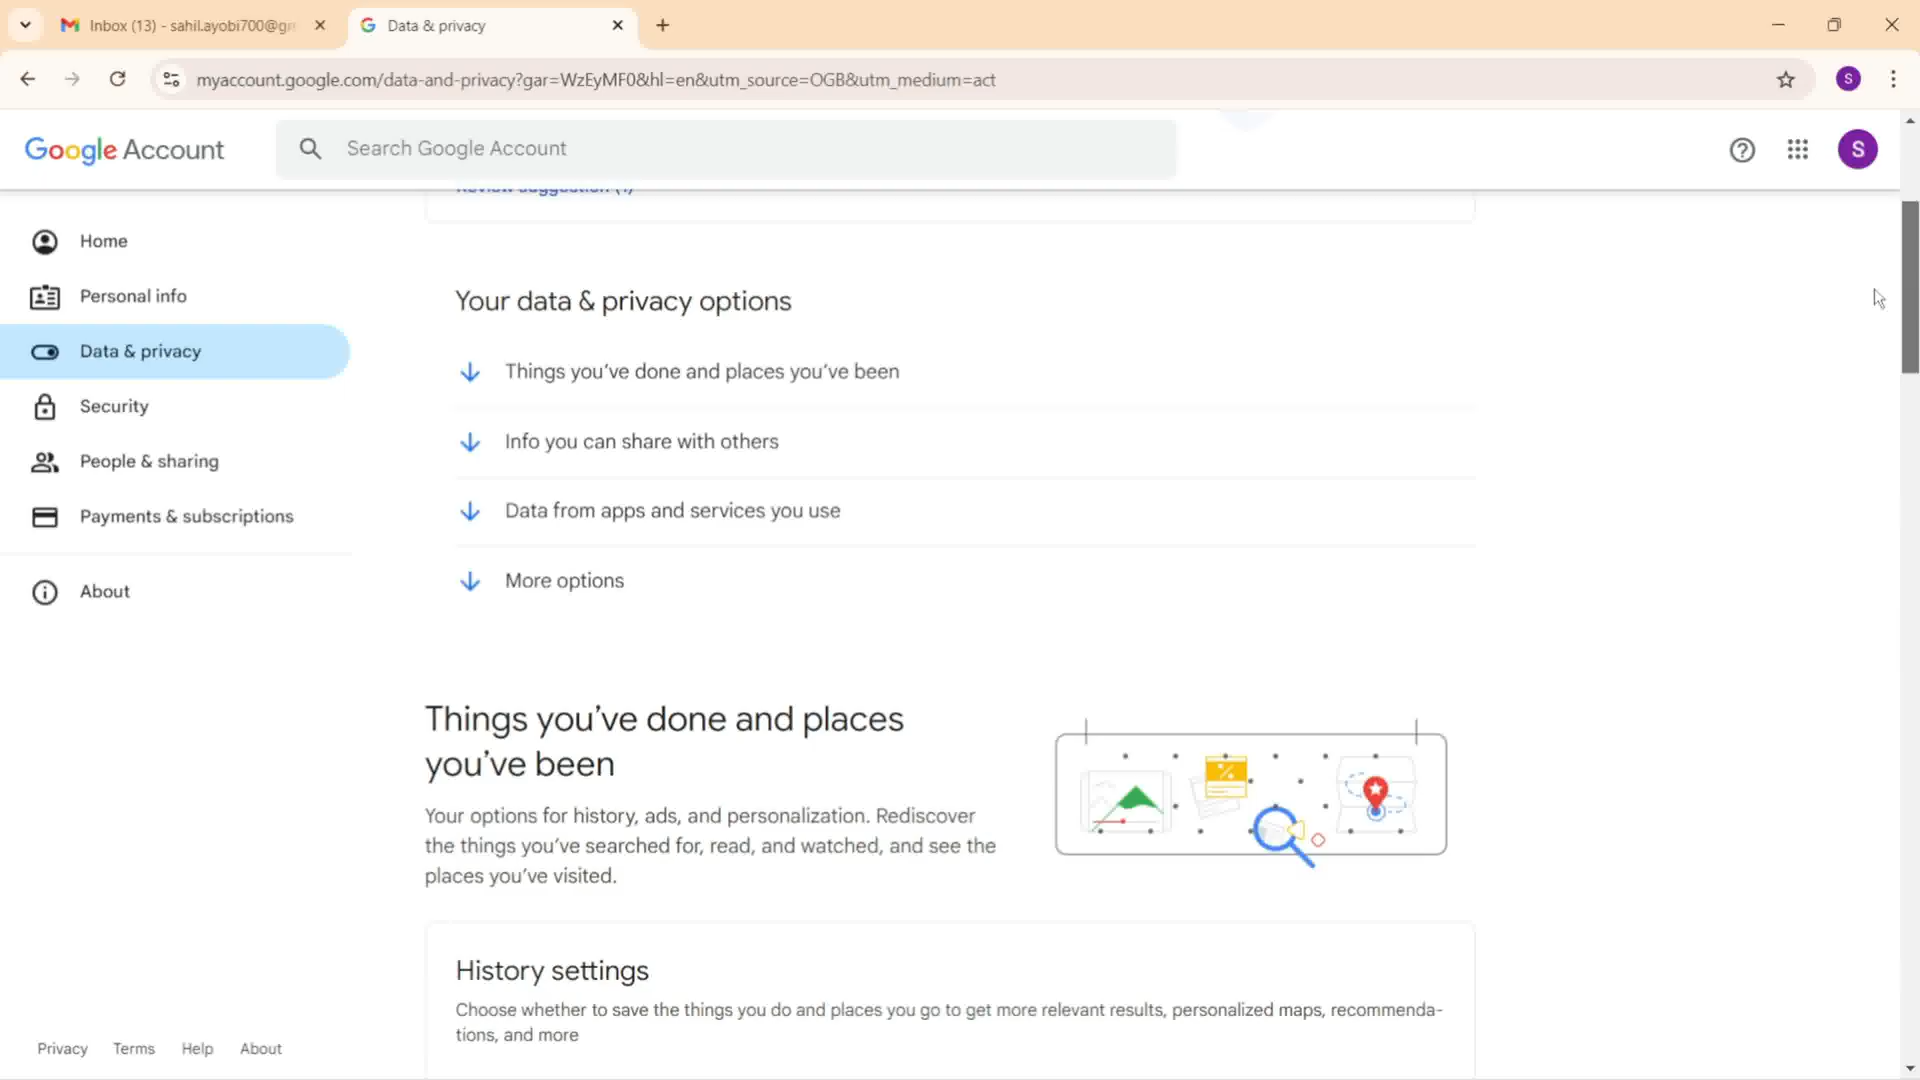 Inbox (13) - sahil.ayobi700@gm
Data & privacy
myaccount.google.com/data-and-privacy?gar=WzEyMF0&hl=en&utm_source=OGB&utm_medium=act
S
Google Account
Search Google Account
S
Review suggestion (1)
Home
Personal info
Data & privacy
Security
People & sharing
Payments & subscriptions
About
Your data & privacy options
Things you’ve done and places you’ve been
Info you can share with others
Data from apps and services you use
More options
Things you’ve done and places
you’ve been
Your options for history, ads, and personalization. Rediscover
the things you’ve searched for, read, and watched, and see the
places you’ve visited.
History settings
Choose whether to save the things you do and places you go to get more relevant results, personalized maps, recommenda-
tions, and more
Privacy Terms Help About